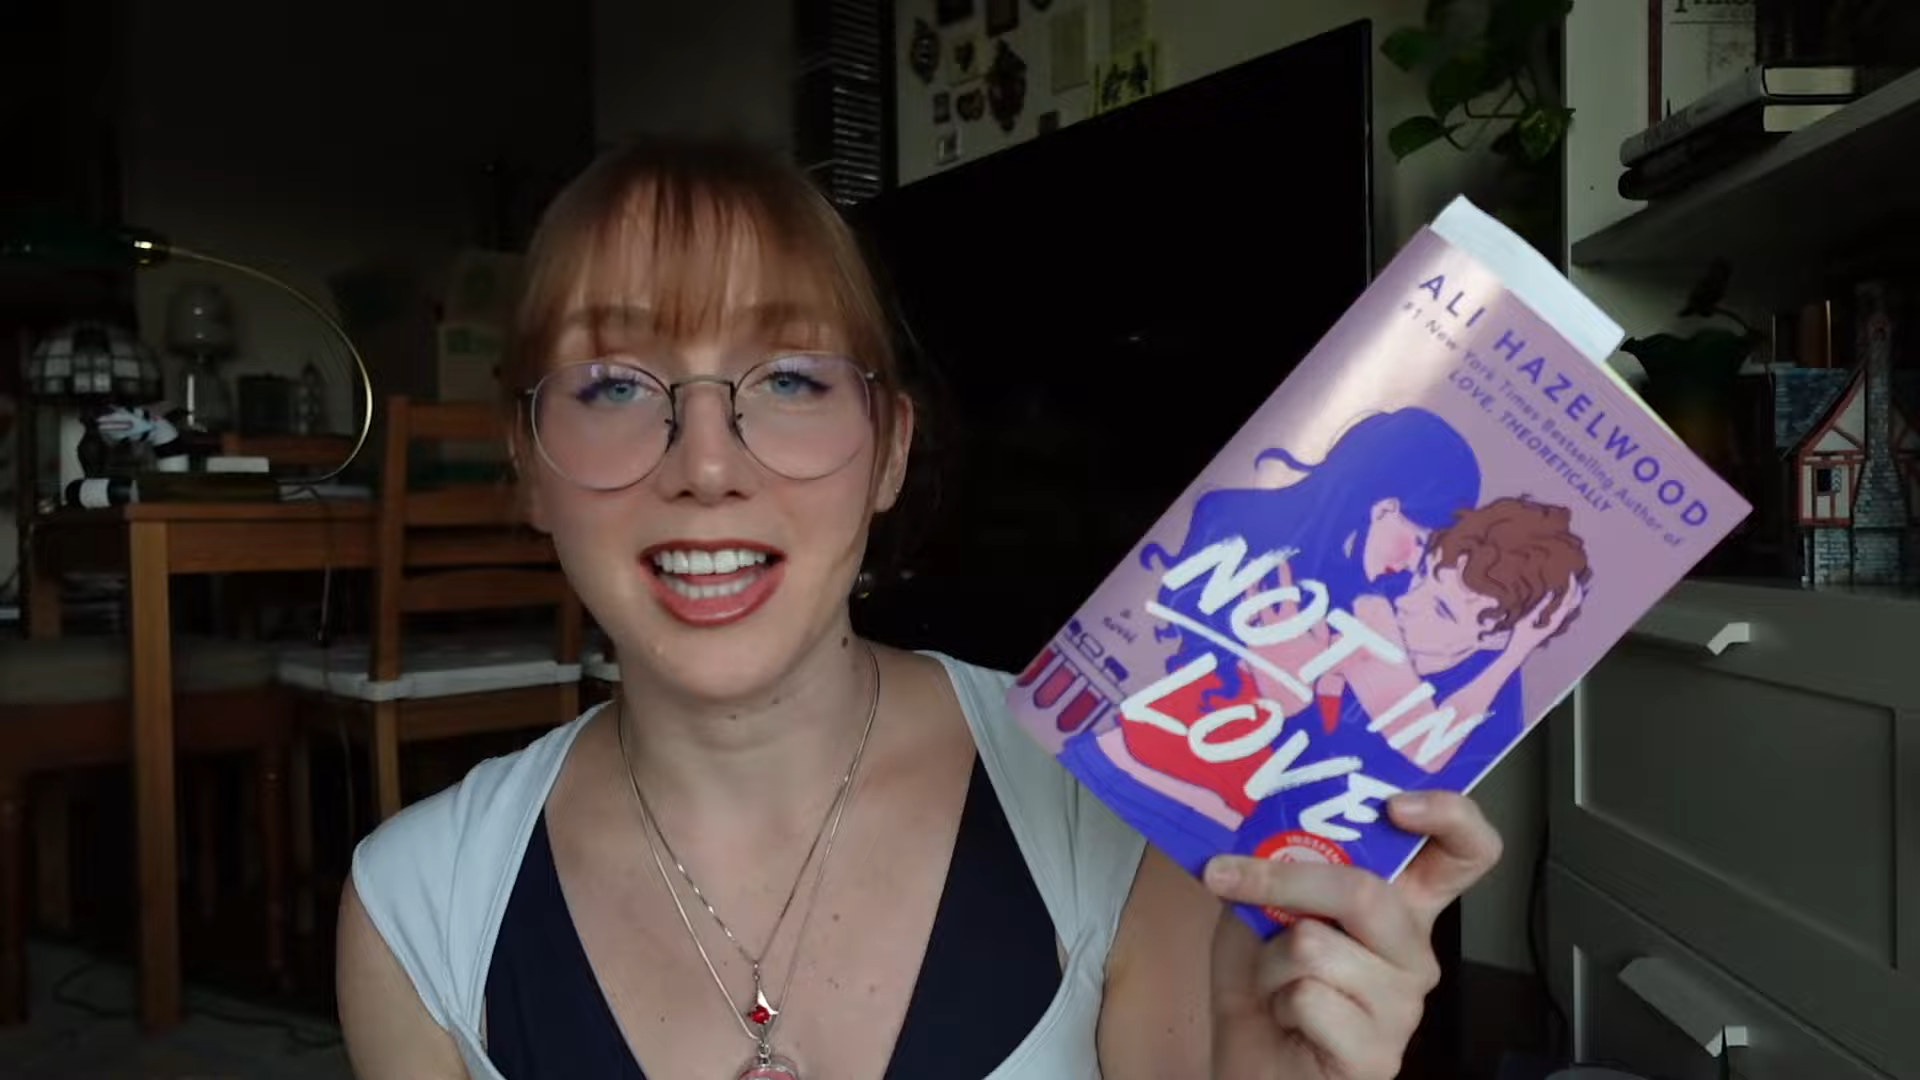 ALI HAZELWOOD
#1 New York Times Bestselling Author of
LOVE, THEORETICALLY
NOT IN
LOVE
a
novel